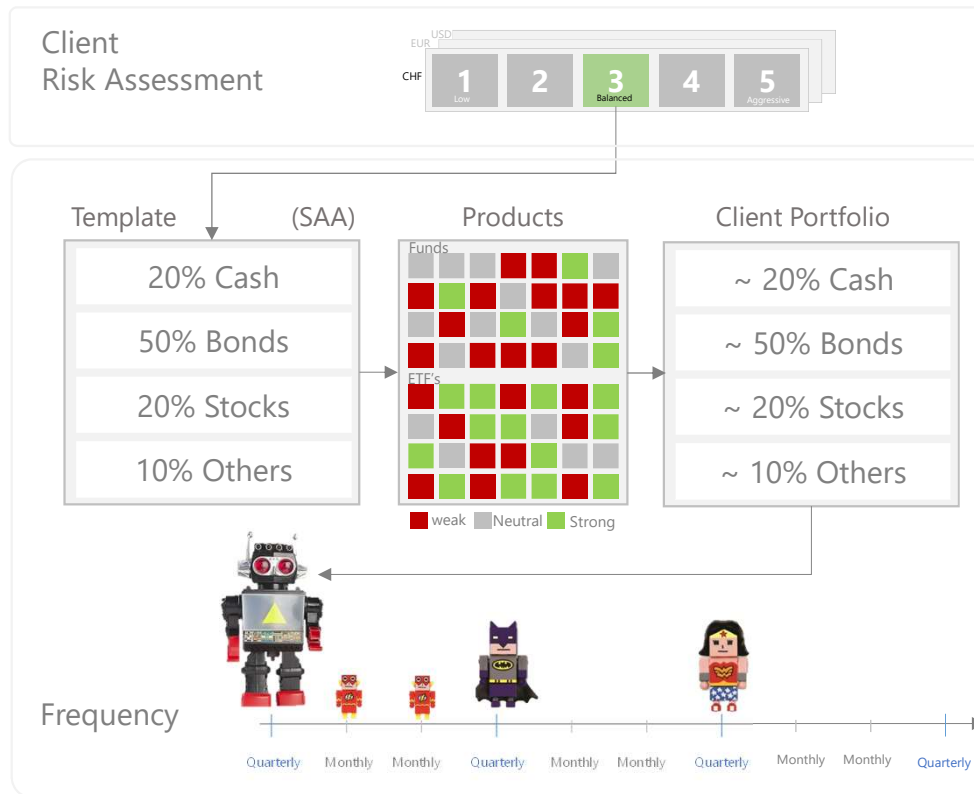 Client
Risk Assessment
USD
EUR
CHF
1
Low
2
3
Balanced
4
5
Aggressive
Template (SAA)
Products
Client Portfolio
20% Cash
50% Bonds
20% Stocks
10% Others
Funds
ETF's
weak Neutral Strong
~ 20% Cash
~ 50% Bonds
~ 20% Stocks
~ 10% Others
Frequency
Quarterly Monthly Monthly Quarterly Monthly Monthly Quarterly Monthly Monthly Quarterly